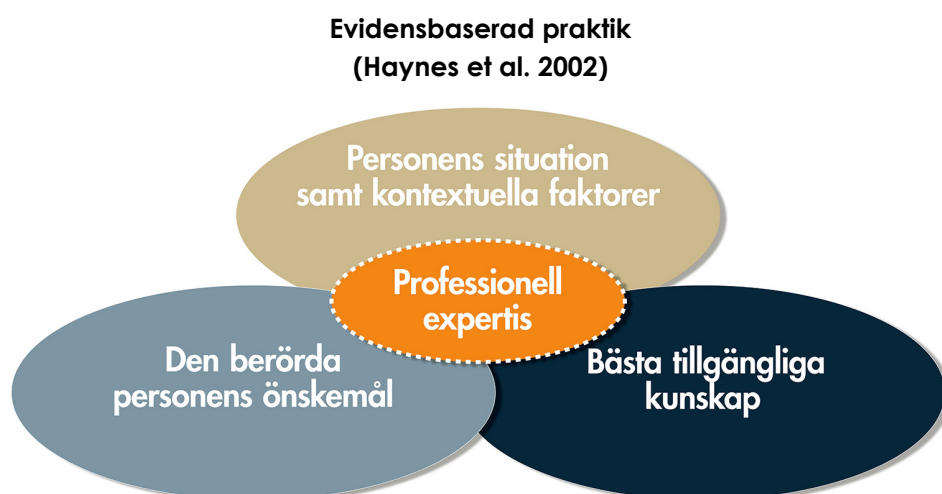 Evidensbaserad praktik
(Haynes et al. 2002)
Personens situation
samt kontextuella faktorer
Professionell
expertis
Den berörda
personens önskemål
Bästa tillgängliga
kunskap